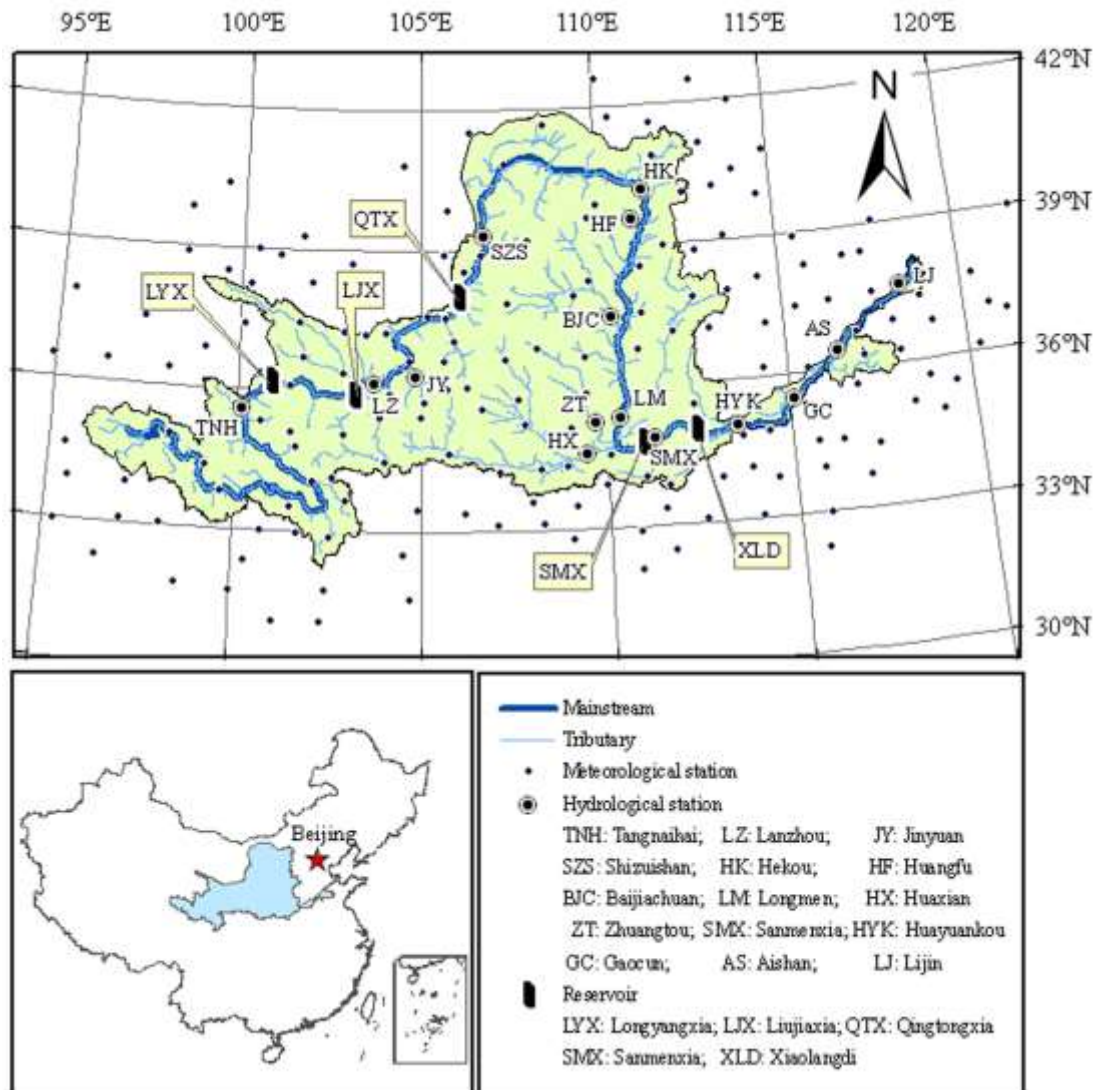 95°E 100°E 105°E 110°E 115°E 120°E
42°N
N
HK
39°N
QTX
HF
SZS
LYX
LJX
LJ
BJC
AS
36°N
JY
LZ
ZT
LM
HYK
GC
TNH
HX
SMX
33°N
XLD
SMX
30°N
Mainstream
Tributary
Meteorological station
Hydrological station
TNH: Tangnaihai; LZ: Lanzhou; JY: Jinyuan
SZS: Shizuishan; HK: Hekou; HF: Huangfu
BJC: Baijiachuan; LM: Longmen; HX: Huaxian
ZT: Zhuangtou; SMX: Sanmenxia; HYK: Huayuankou
GC: Gaocun; AS: Aishan; LJ: Lijin
Reservoir
LYX: Longyangxia; LJX: Liujiaxia; QTX: Qingtongxia
SMX: Sanmenxia; XLD: Xiaolangdi
Beijing